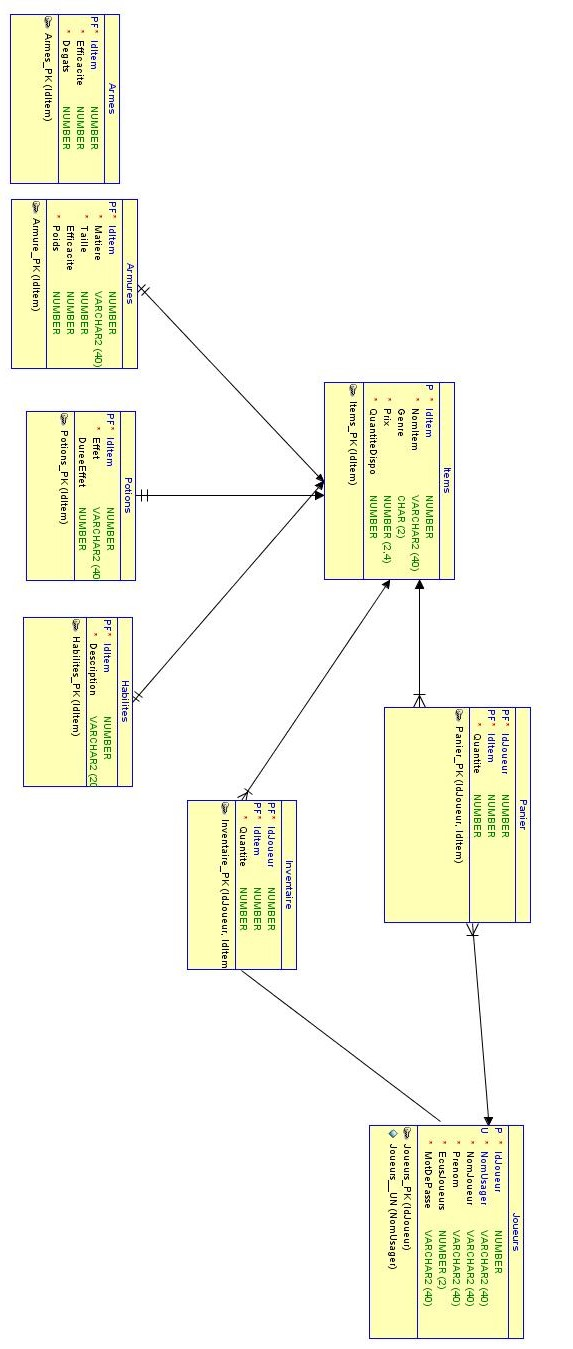 Armes
PF* IdItem NUMBER
* Efficacite NUMBER
* Degats NUMBER
Armes_PK (IdItem)
Armures
PF* IdItem NUMBER
* Matiere VARCHAR2 (40)
* Taille NUMBER
Efficacite NUMBER
* Poids NUMBER
Armure_PK (IdItem)
Potions
PF* IdItem NUMBER
* Effet VARCHAR2 (40
DureeEffet NUMBER
Potions_PK (IdItem)
Habilites
PF* IdItem NUMBER
* Description VARCHAR2 (20
Habilites_PK (IdItem)
Items
P * IdItem NUMBER
* NomItem VARCHAR2 (40)
Genre CHAR (2)
* Prix NUMBER (2,4)
* QuantiteDispo NUMBER
Items_PK (IdItem)
Inventaire
PF* IdJoueur NUMBER
PF* IdItem NUMBER
* Quantite NUMBER
Inventaire_PK (IdJoueur, IdItem
Panier
PF* IdJoueur NUMBER
PF* IdItem NUMBER
* Quantite NUMBER
Panier_PK (IdJoueur, IdItem)
Joueurs
P * IdJoueur NUMBER
U * NomUsager VARCHAR2 (40)
* NomJoueur VARCHAR2 (40)
* Prenom VARCHAR2 (40)
* EcusJoueurs NUMBER (2)
* MotDePasse VARCHAR2 (40)
Joueurs_PK (IdJoueur)
Joueurs__UN (NomUsager)